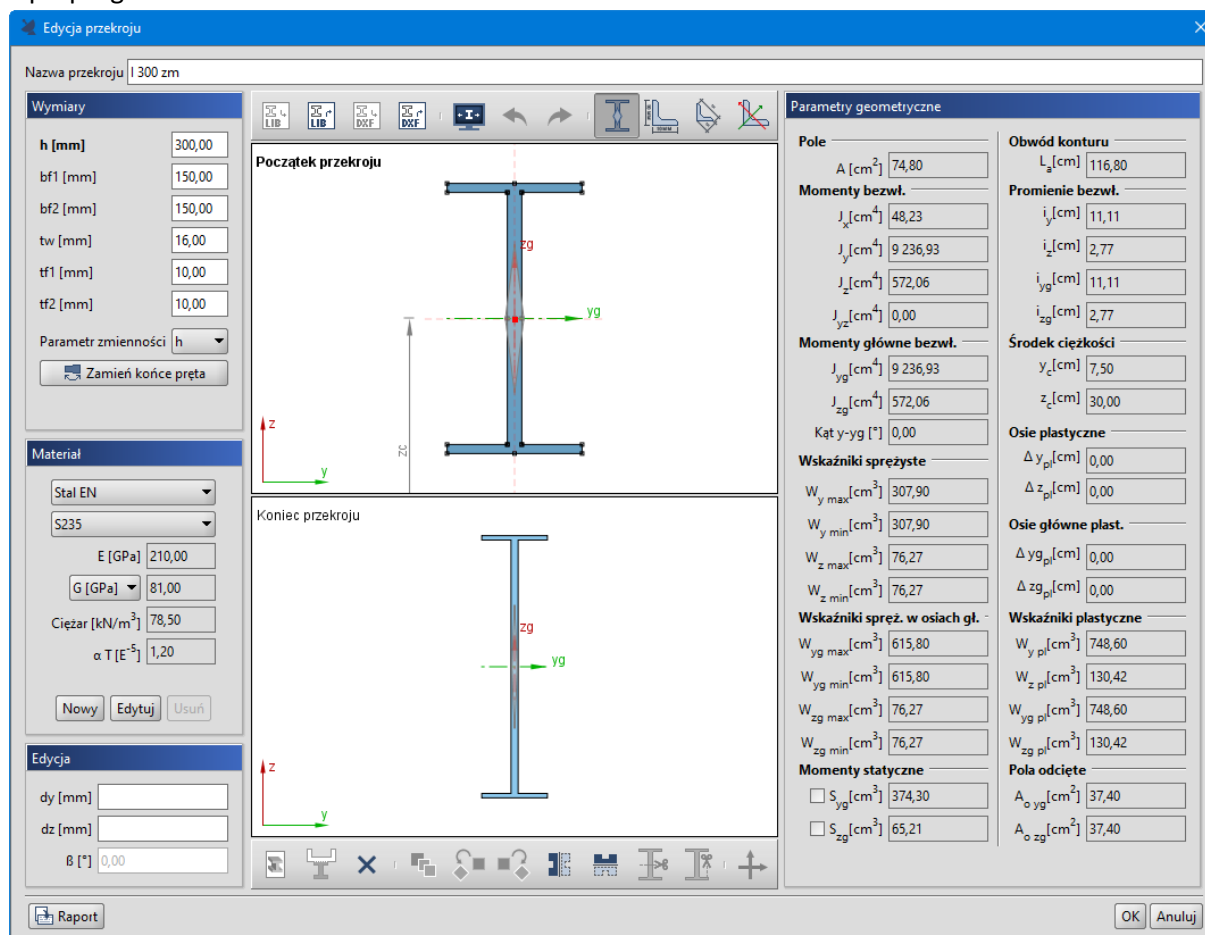 Edycja przekroju
Nazwa przekroju I 300 zm
Wymiary
h [mm] 300,00
bf1 [mm] 150,00
bf2 [mm] 150,00
tw [mm] 16,00
tf1 [mm] 10,00
tf2 [mm] 10,00
Parametr zmienności h
Zamień końce pręta
Materiał
Stal EN
S235
E [GPa] 210,00
G [GPa] 81,00
Ciężar [kN/m³] 78,50
α T [E⁻⁵] 1,20
Nowy Edytuj Usuń
Edycja
dy [mm]
dz [mm]
ß [°] 0,00
LIB LIB DXF DXF
Początek przekroju
zg
yg
zc
z
y
Koniec przekroju
zg
yg
z
y
Parametry geometryczne
Pole
A [cm²] 74,80
Momenty bezwł.
Jx[cm⁴] 48,23
Jy[cm⁴] 9 236,93
Jz[cm⁴] 572,06
Jyz[cm⁴] 0,00
Momenty główne bezwł.
Jyg[cm⁴] 9 236,93
Jzg[cm⁴] 572,06
Kąt y-yg [°] 0,00
Wskaźniki sprężyste
Wy max[cm³] 307,90
Wy min[cm³] 307,90
Wz max[cm³] 76,27
Wz min[cm³] 76,27
Wskaźniki spręż. w osiach gł.
Wyg max[cm³] 615,80
Wyg min[cm³] 615,80
Wzg max[cm³] 76,27
Wzg min[cm³] 76,27
Momenty statyczne
Syg[cm³] 374,30
Szg[cm³] 65,21
Obwód konturu
La[cm] 116,80
Promienie bezwł.
iy[cm] 11,11
iz[cm] 2,77
iyg[cm] 11,11
izg[cm] 2,77
Środek ciężkości
yc[cm] 7,50
zc[cm] 30,00
Osie plastyczne
Δ ypl[cm] 0,00
Δ zpl[cm] 0,00
Osie główne plast.
Δ ygpl[cm] 0,00
Δ zgpl[cm] 0,00
Wskaźniki plastyczne
Wy pl[cm³] 748,60
Wz pl[cm³] 130,42
Wyg pl[cm³] 748,60
Wzg pl[cm³] 130,42
Pola odcięte
Ao yg[cm²] 37,40
Ao zg[cm²] 37,40
Raport
OK Anuluj